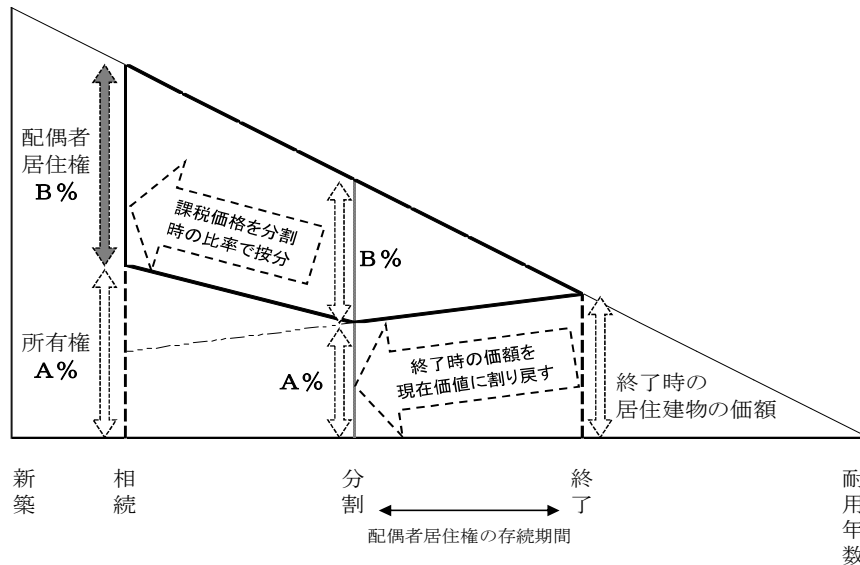 配偶者
居住権
B%
課税価格を分割
時の比率で按分
B%
所有権
A%
A%
終了時の価額を
現在価値に割り戻す
終了時の
居住建物の価額
新築
相続
分割
終了
耐用年数
配偶者居住権の存続期間